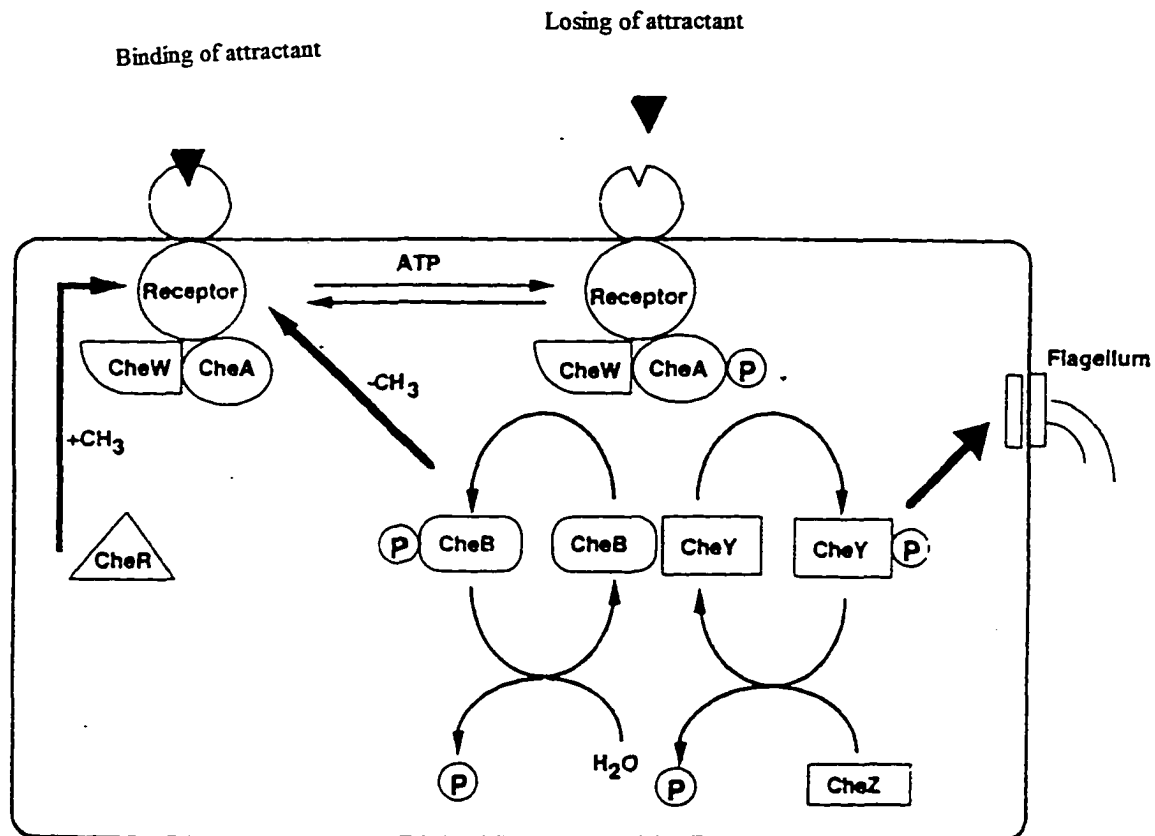 Losing of attractant
Binding of attractant
ATP
Receptor
Receptor
CheW
CheA
CheW
CheA
P
Flagellum
-CH3
+CH3
CheR
P
CheB
CheB
CheY
CheY
P
H2O
P
P
CheZ